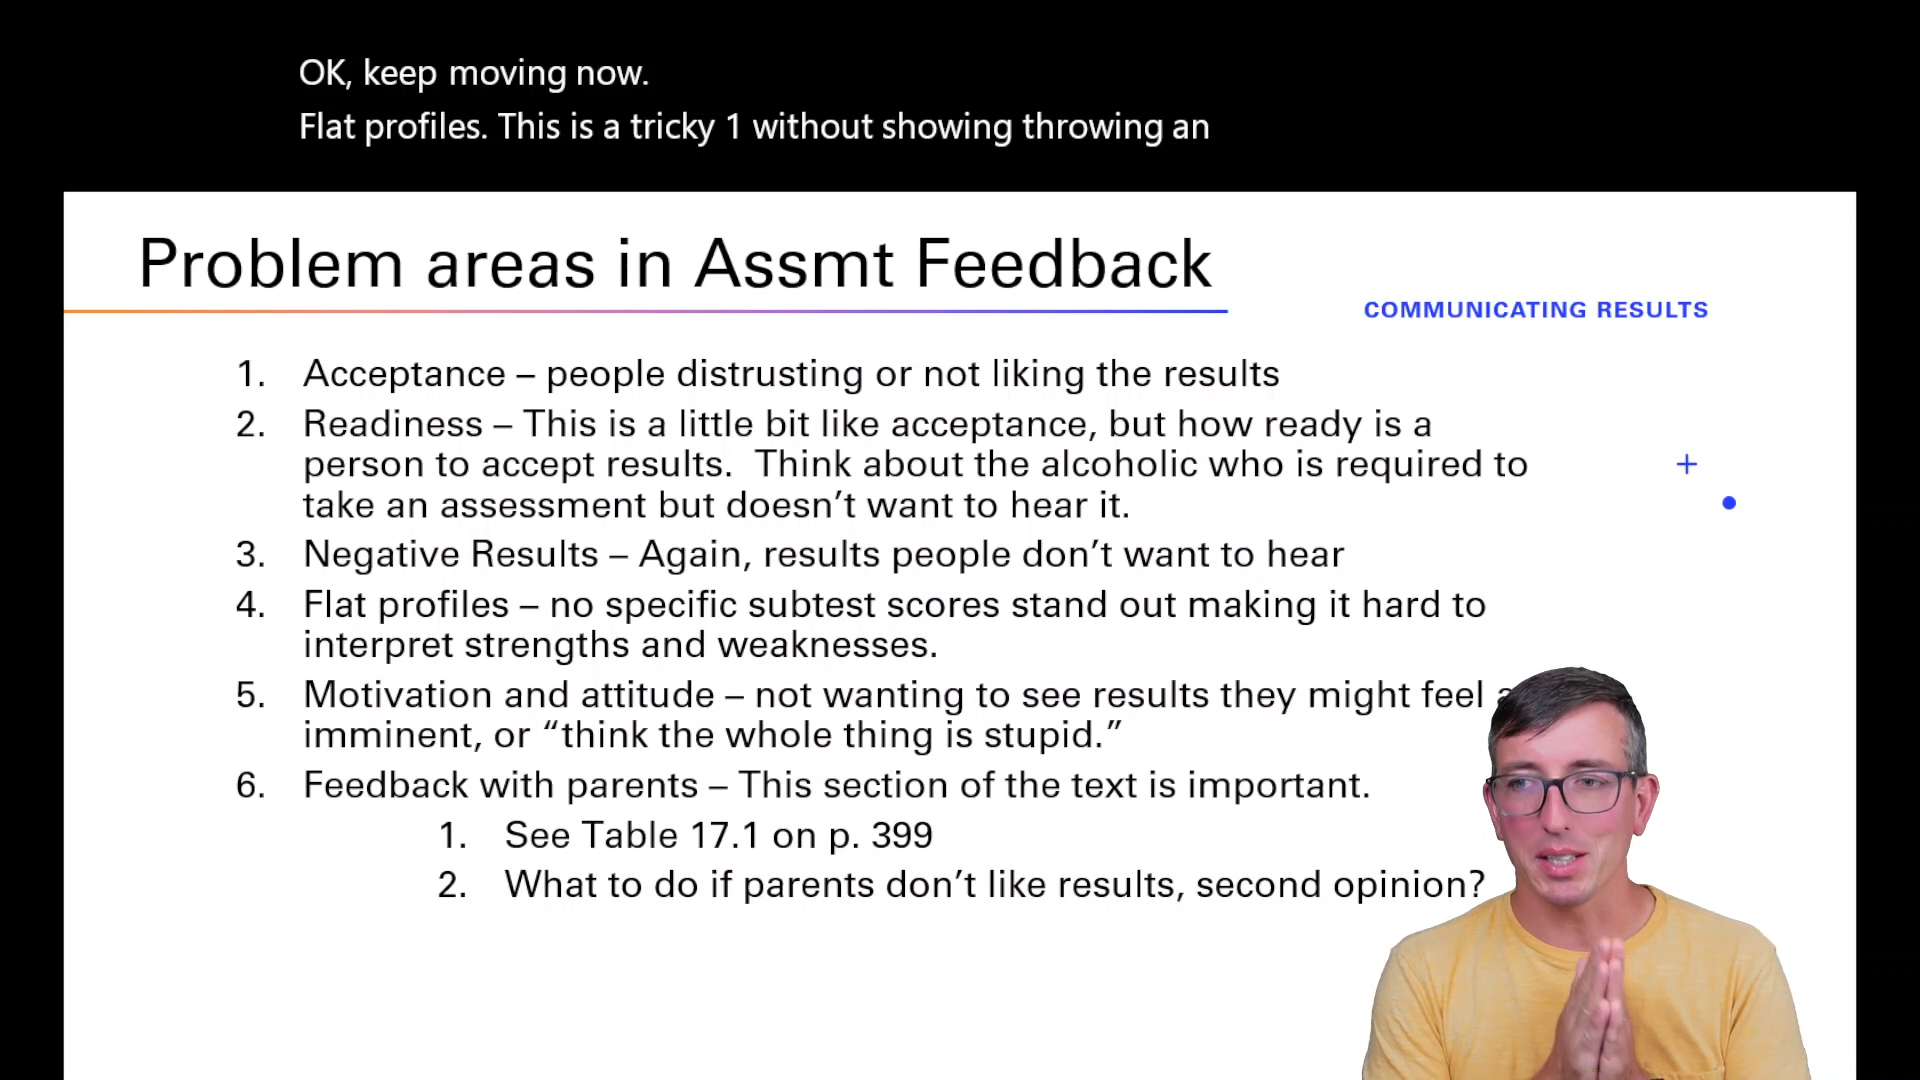 OK, keep moving now.
Flat profiles. This is a tricky 1 without showing throwing an
Problem areas in Assmt Feedback
COMMUNICATING RESULTS
1. Acceptance – people distrusting or not liking the results
2. Readiness – This is a little bit like acceptance, but how ready is a
person to accept results.  Think about the alcoholic who is required to
take an assessment but doesn’t want to hear it.
3. Negative Results – Again, results people don’t want to hear
4. Flat profiles – no specific subtest scores stand out making it hard to
interpret strengths and weaknesses.
5. Motivation and attitude – not wanting to see results they might feel
imminent, or “think the whole thing is stupid.”
6. Feedback with parents – This section of the text is important.
1. See Table 17.1 on p. 399
2. What to do if parents don’t like results, second opinion?